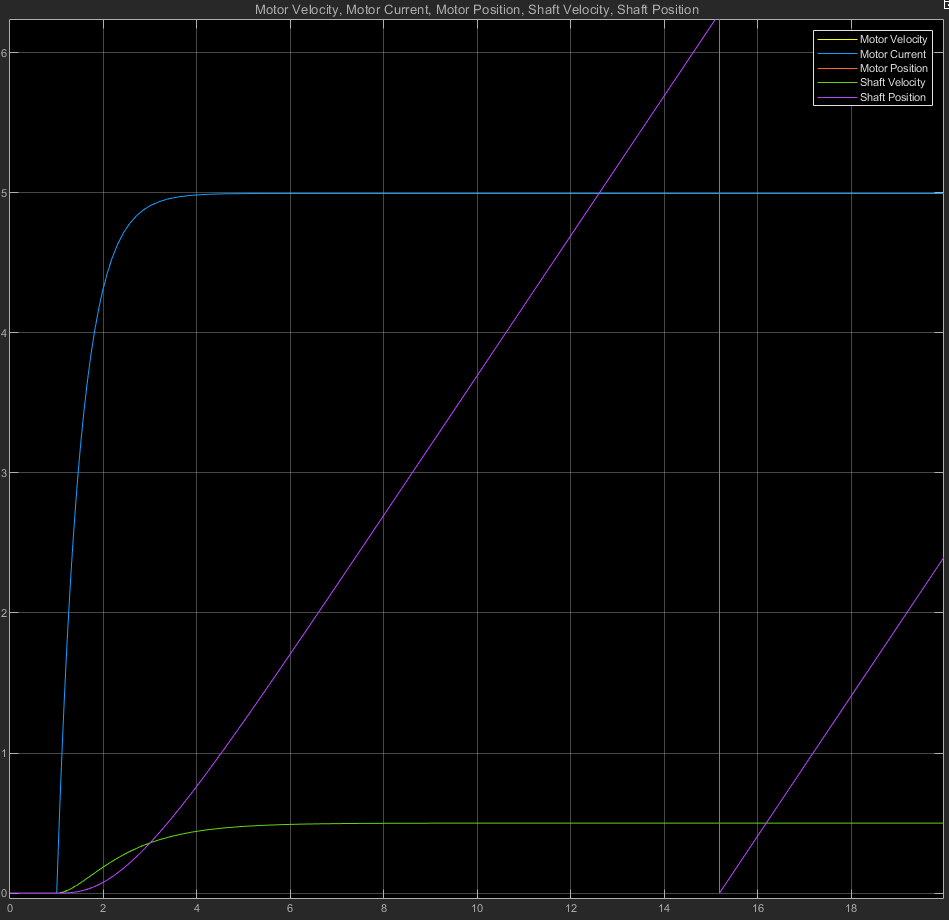 Motor Velocity, Motor Current, Motor Position, Shaft Velocity, Shaft Position
Motor Velocity
Motor Current
Motor Position
Shaft Velocity
Shaft Position
6
5
4
3
2
1
0
0 2 4 6 8 10 12 14 16 18